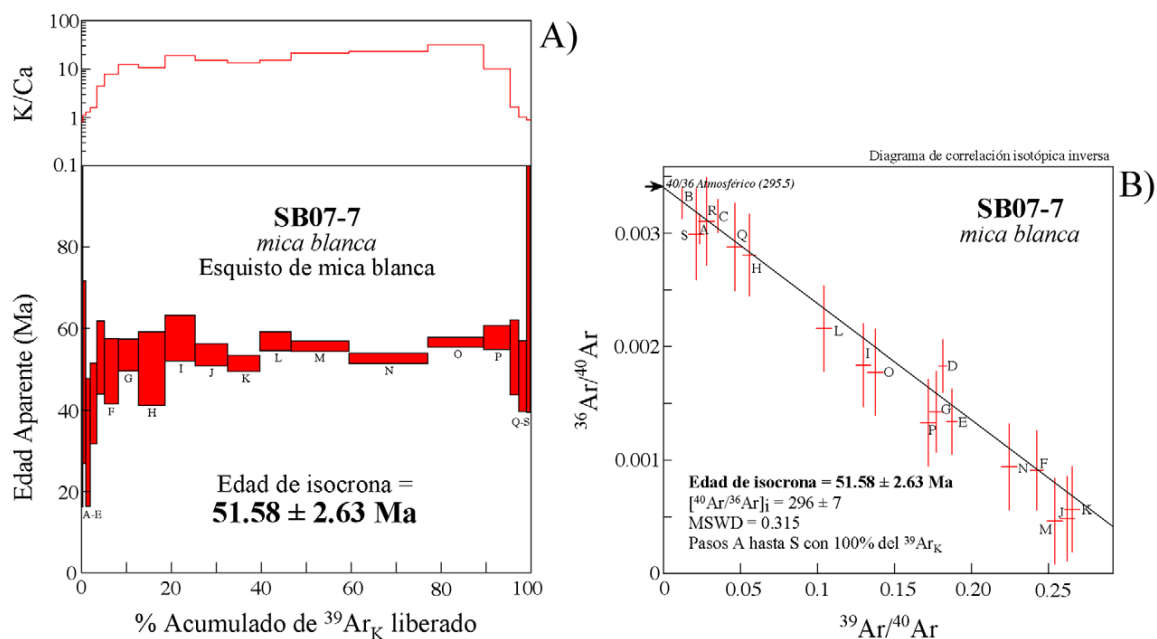 A)
K/Ca
100
10
1
0.1
Edad Aparente (Ma)
80
60
40
20
0
SB07-7
mica blanca
Esquisto de mica blanca
F
G
H
I
J
K
L
M
N
O
P
Q-S
A-E
Edad de isocrona =
51.58 ± 2.63 Ma
0
20
40
60
80
100
% Acumulado de ³⁹Ar_K liberado
Diagrama de correlación isotópica inversa
B)
40/36 Atmosférico (295.5)
SB07-7
mica blanca
B
S
A
R
C
Q
H
L
I
O
D
G
P
E
N
F
M
J
K
³⁶Ar/⁴⁰Ar
0.003
0.002
0.001
0
Edad de isocrona = 51.58 ± 2.63 Ma
[⁴⁰Ar/³⁶Ar]i = 296 ± 7
MSWD = 0.315
Pasos A hasta S con 100% del ³⁹Ar_K
0
0.05
0.1
0.15
0.20
0.25
³⁹Ar/⁴⁰Ar